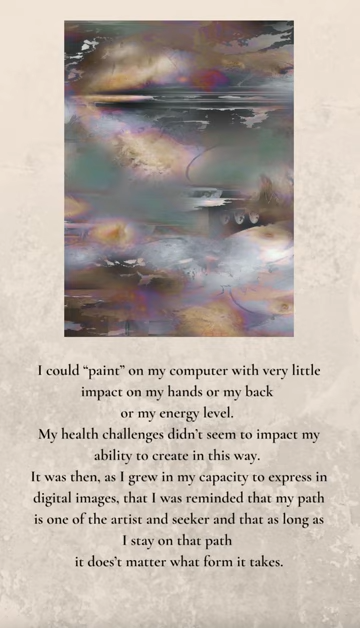 I could “paint” on my computer with very little
impact on my hands or my back
or my energy level.
My health challenges didn’t seem to impact my
ability to create in this way.
It was then, as I grew in my capacity to express in
digital images, that I was reminded that my path
is one of the artist and seeker and that as long as
I stay on that path
it does’t matter what form it takes.